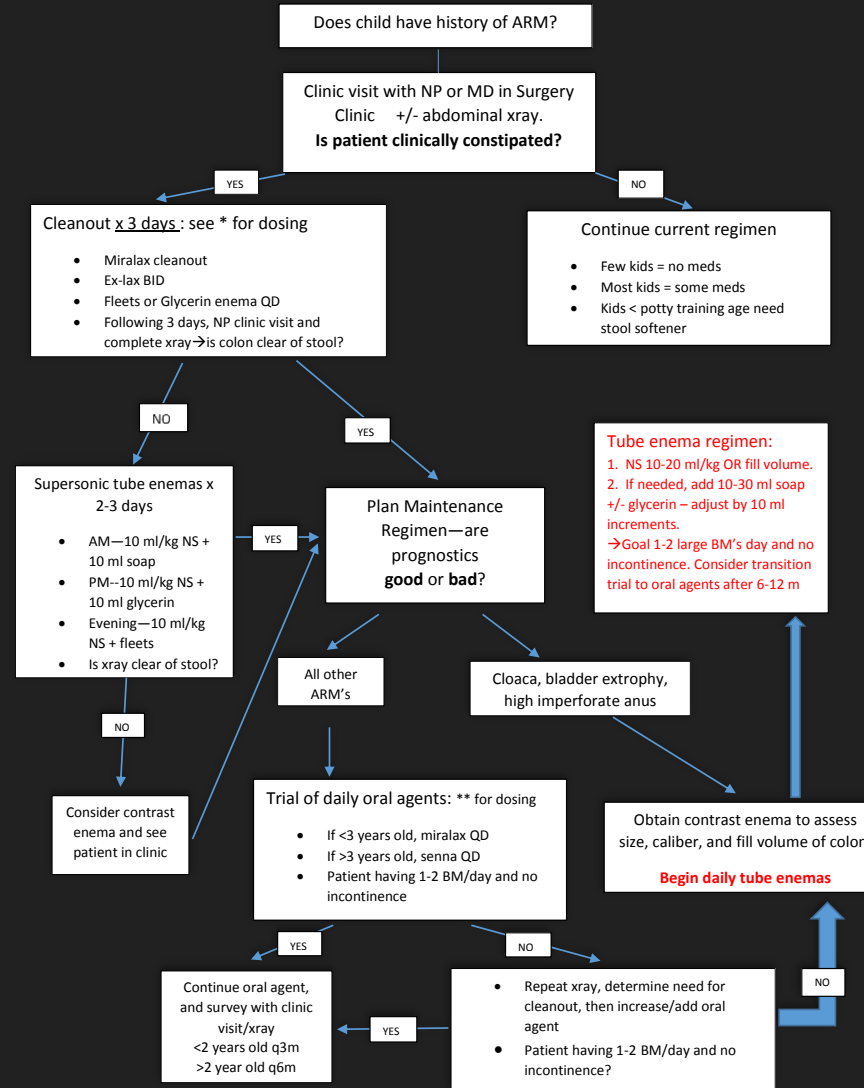 Does child have history of ARM?
Clinic visit with NP or MD in Surgery
Clinic +/- abdominal xray.
Is patient clinically constipated?
YES
NO
Cleanout x 3 days : see * for dosing
• Miralax cleanout
• Ex-lax BID
• Fleets or Glycerin enema QD
• Following 3 days, NP clinic visit and
complete xray→is colon clear of stool?
Continue current regimen
• Few kids = no meds
• Most kids = some meds
• Kids < potty training age need
stool softener
NO
YES
Supersonic tube enemas x
2-3 days
• AM—10 ml/kg NS +
10 ml soap
• PM--10 ml/kg NS +
10 ml glycerin
• Evening—10 ml/kg
NS + fleets
• Is xray clear of stool?
YES
Plan Maintenance
Regimen—are
prognostics
good or bad?
Tube enema regimen:
1. NS 10-20 ml/kg OR fill volume.
2. If needed, add 10-30 ml soap
+/- glycerin – adjust by 10 ml
increments.
→Goal 1-2 large BM's day and no
incontinence. Consider transition
trial to oral agents after 6-12 m
All other
ARM's
Cloaca, bladder extrophy,
high imperforate anus
NO
Consider contrast
enema and see
patient in clinic
Trial of daily oral agents: ** for dosing
• If <3 years old, miralax QD
• If >3 years old, senna QD
• Patient having 1-2 BM/day and no
incontinence
Obtain contrast enema to assess
size, caliber, and fill volume of colon
Begin daily tube enemas
YES
NO
Continue oral agent,
and survey with clinic
visit/xray
<2 years old q3m
>2 year old q6m
YES
• Repeat xray, determine need for
cleanout, then increase/add oral
agent
• Patient having 1-2 BM/day and no
incontinence?
NO